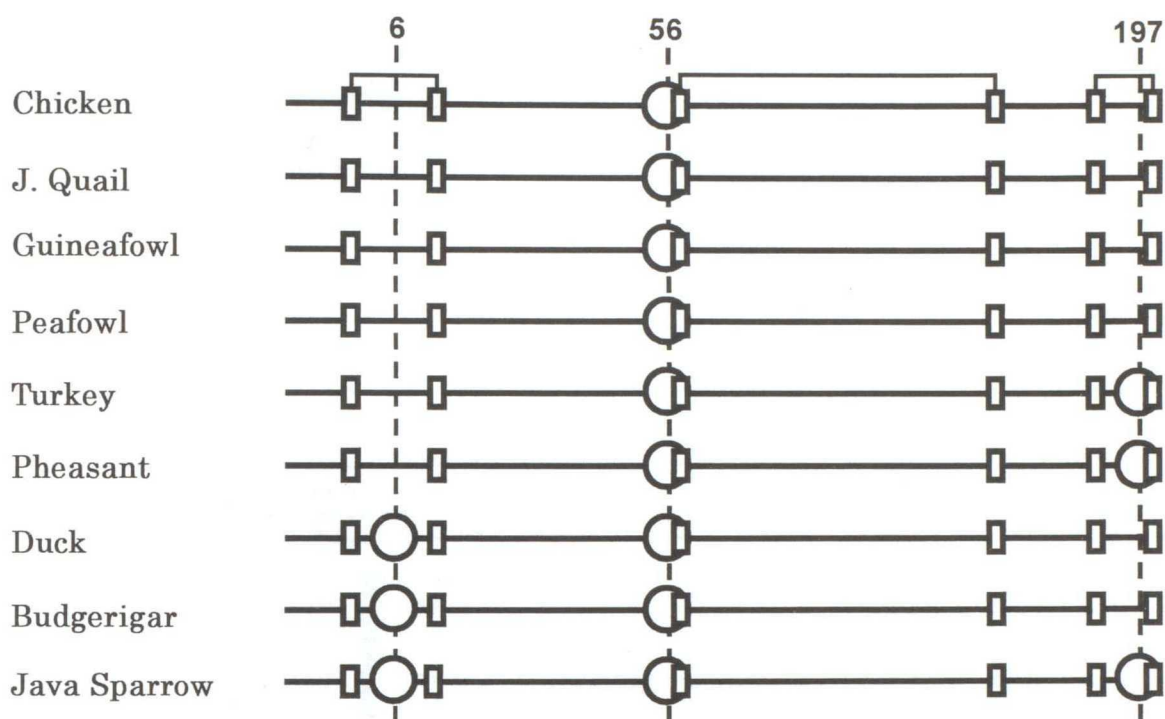 6 56 197
Chicken
J. Quail
Guineafowl
Peafowl
Turkey
Pheasant
Duck
Budgerigar
Java Sparrow